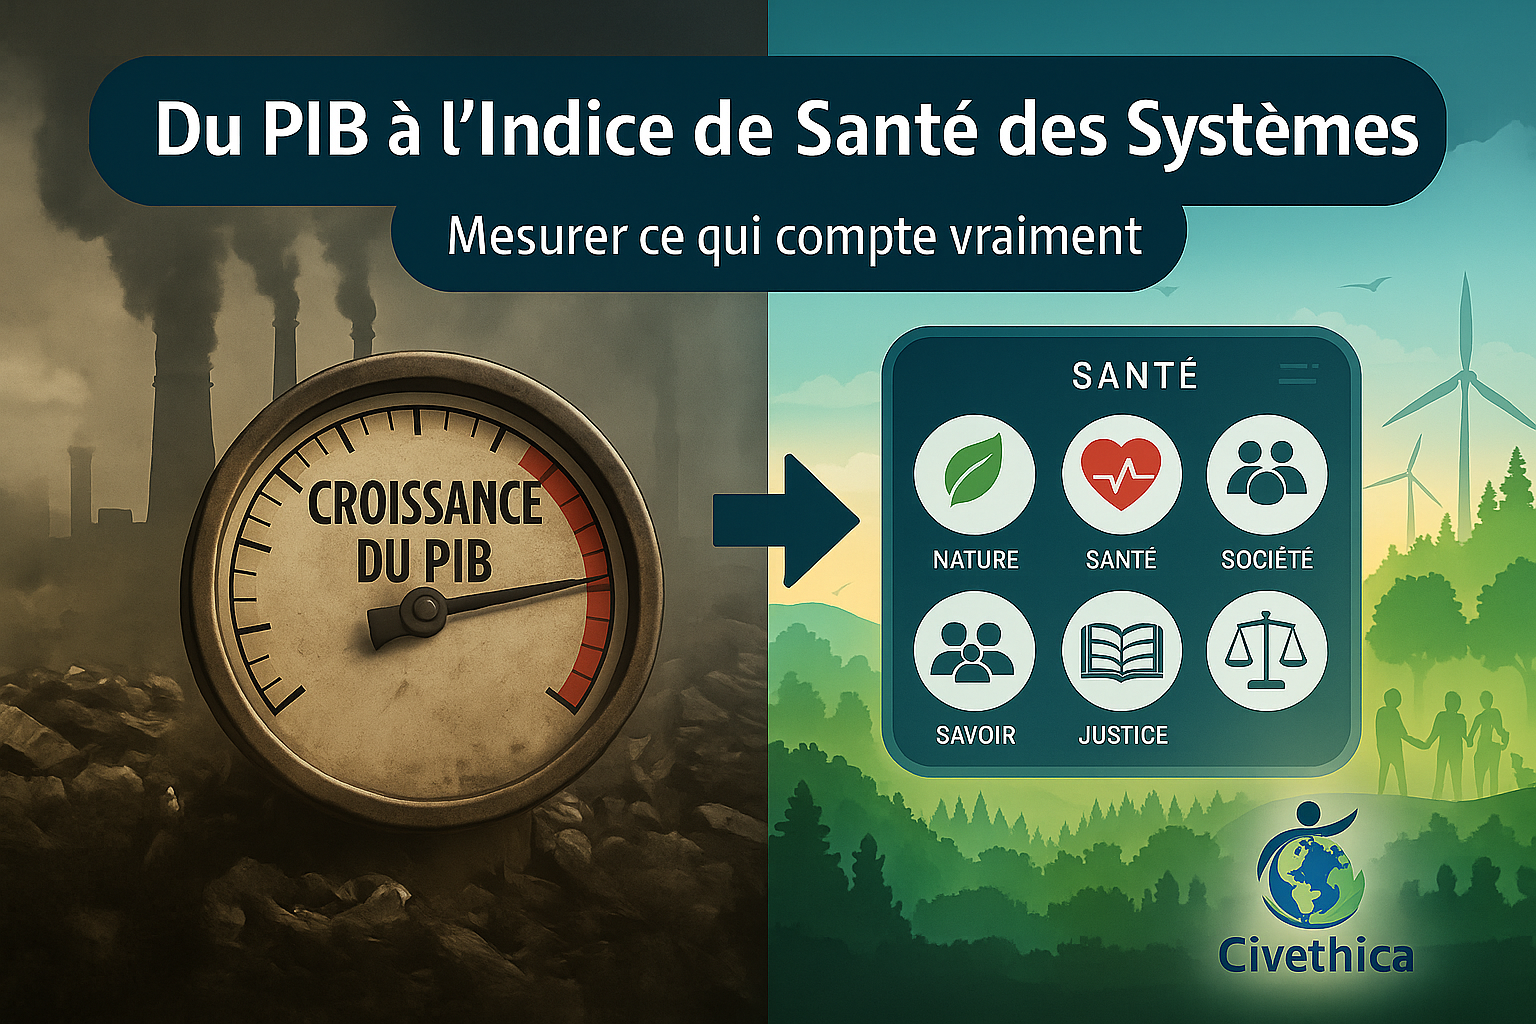 Du PIB à l’Indice de Santé des Systèmes
Mesurer ce qui compte vraiment
CROISSANCE
DU PIB
SANTÉ
NATURE
SANTÉ
SOCIÉTÉ
SAVOIR
JUSTICE
Civethica